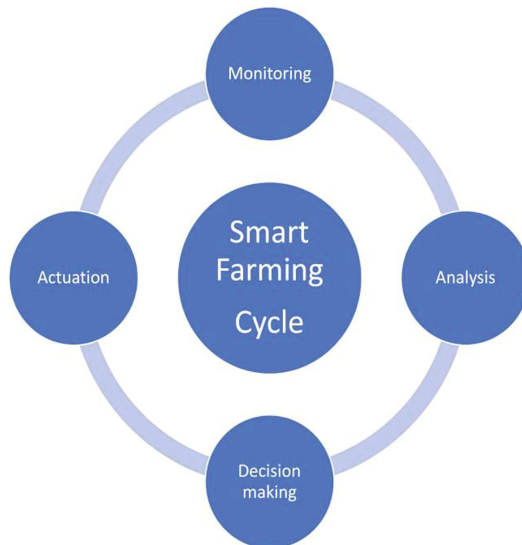 Monitoring
Smart
Farming
Cycle
Actuation
Analysis
Decision
making